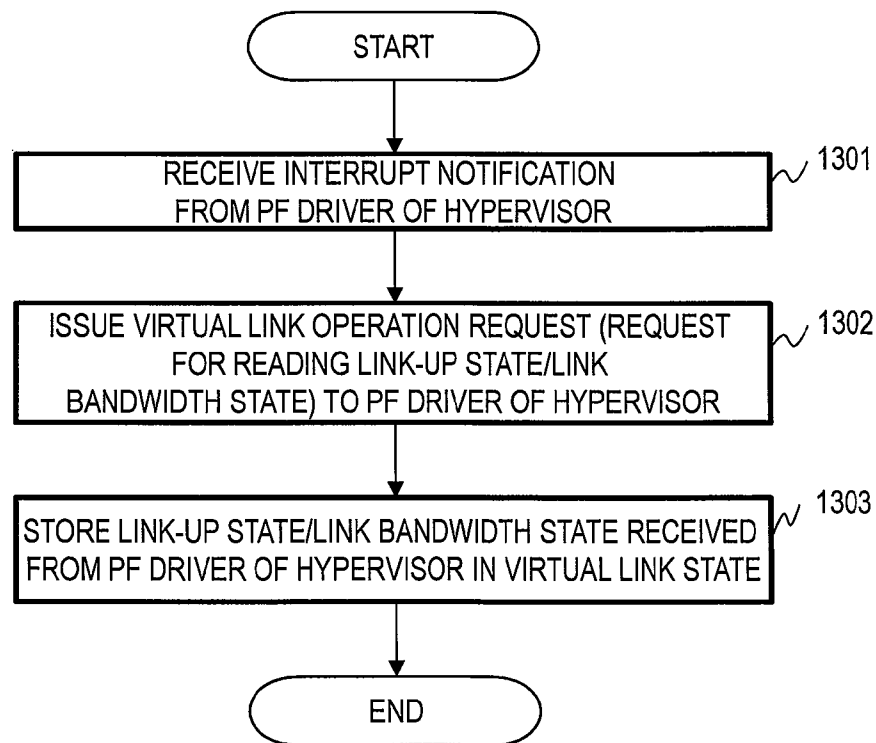 START
RECEIVE INTERRUPT NOTIFICATION
FROM PF DRIVER OF HYPERVISOR
1301
ISSUE VIRTUAL LINK OPERATION REQUEST (REQUEST
FOR READING LINK-UP STATE/LINK
BANDWIDTH STATE) TO PF DRIVER OF HYPERVISOR
1302
STORE LINK-UP STATE/LINK BANDWIDTH STATE RECEIVED
FROM PF DRIVER OF HYPERVISOR IN VIRTUAL LINK STATE
1303
END